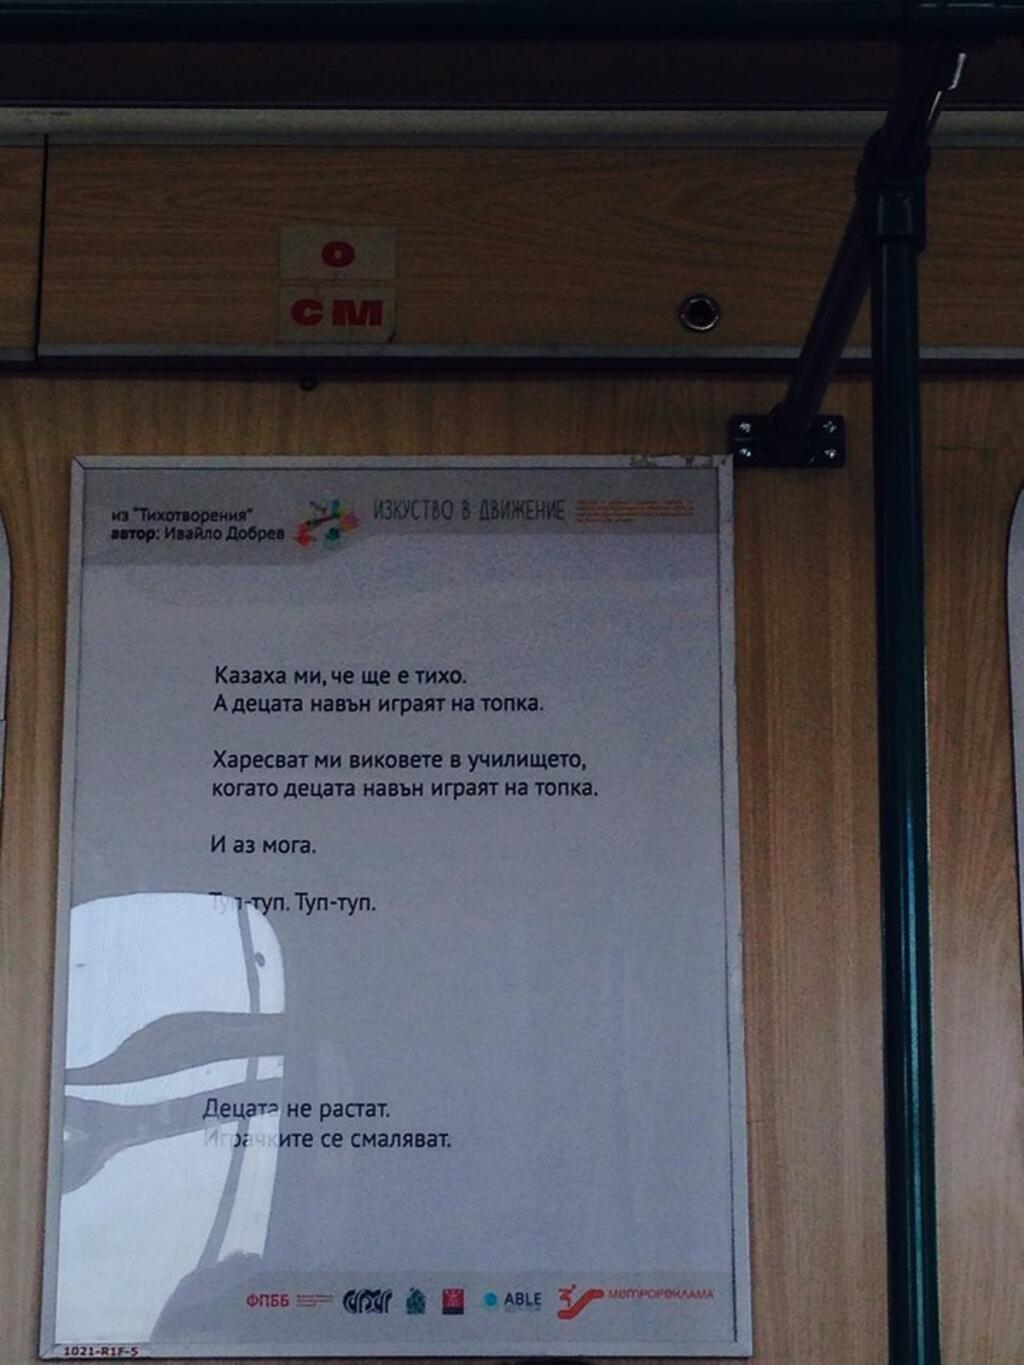 О
СМ
из "Тихотворения"
автор: Ивайло Добрев
ИЗКУСТВО В ДВИЖЕНИЕ
Казаха ми, че ще е тихо.
А децата навън играят на топка.
Харесват ми виковете в училището,
когато децата навън играят на топка.
И аз мога.
Туп-туп. Туп-туп.
Децата не растат.
Играчките се смаляват.
ФПББ
ABLE
МЕТРОРЕКЛАМА
1021-R1F-5